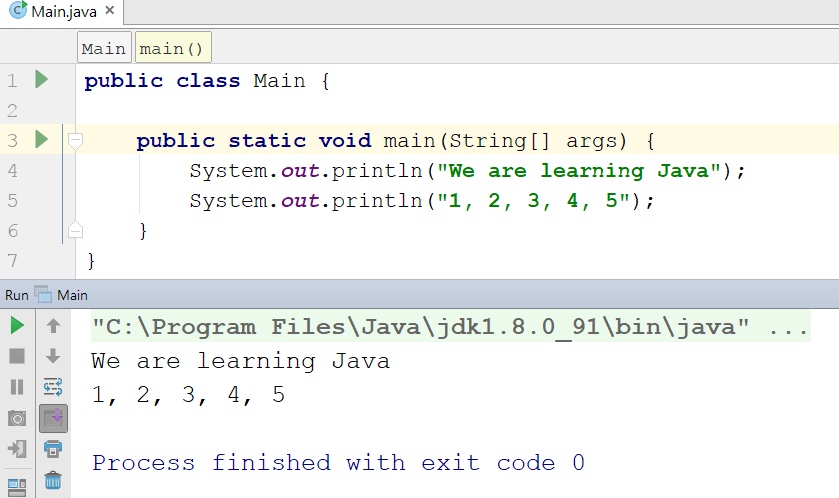 Main.java
Main main()
1 public class Main {
2
3 public static void main(String[] args) {
4 System.out.println("We are learning Java");
5 System.out.println("1, 2, 3, 4, 5");
6 }
7 }
Run Main
"C:\Program Files\Java\jdk1.8.0_91\bin\java" ...
We are learning Java
1, 2, 3, 4, 5
Process finished with exit code 0